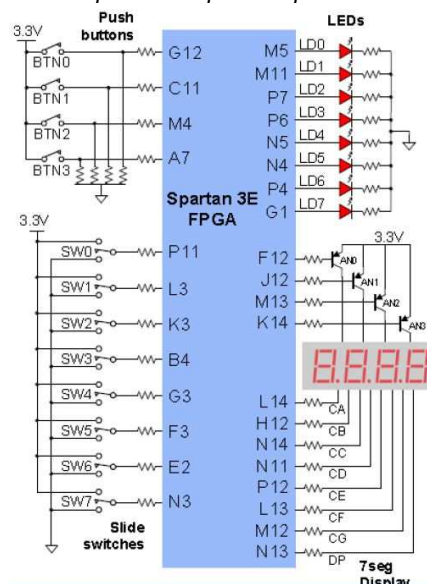 Push
buttons
LEDs
3.3V
BTN0
BTN1
BTN2
BTN3
G12
C11
M4
A7
M5 LD0
M11 LD1
P7 LD2
P6 LD3
N5 LD4
N4 LD5
P4 LD6
G1 LD7
Spartan 3E
FPGA
3.3V
SW0 P11
SW1 L3
SW2 K3
SW3 B4
SW4 G3
SW5 F3
SW6 E2
SW7 N3
Slide
switches
3.3V
F12 AN0
J12 AN1
M13 AN2
K14 AN3
8.8.8.8
L14 CA
H12 CB
N14 CC
N11 CD
P12 CE
L13 CF
M12 CG
N13 DP
7seg
Display